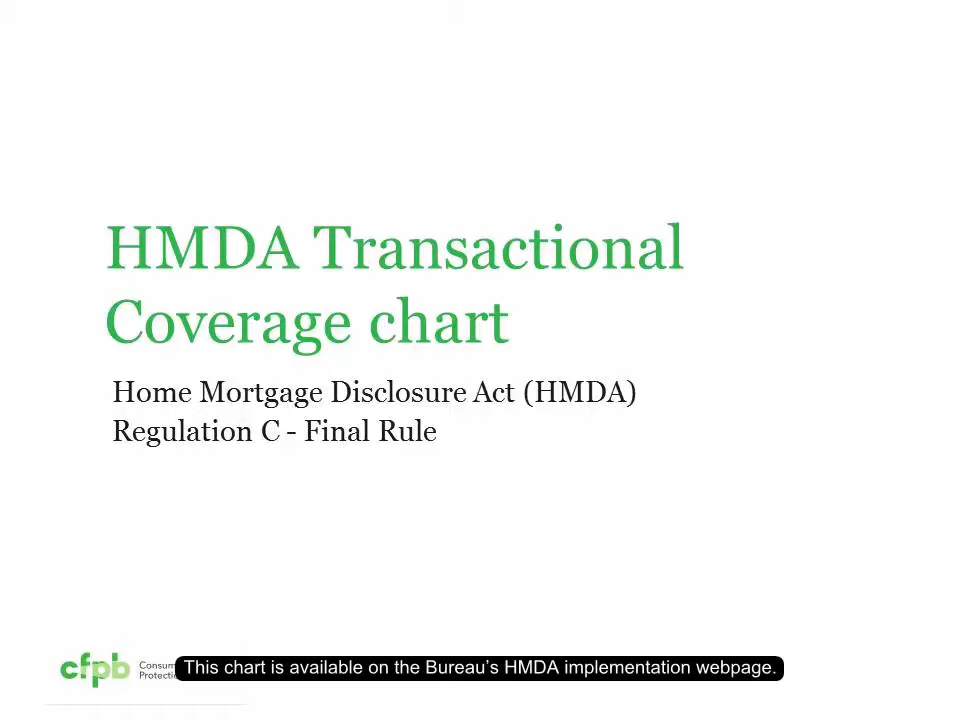 HMDA Transactional
Coverage chart
Home Mortgage Disclosure Act (HMDA)
Regulation C - Final Rule
cfpb
This chart is available on the Bureau's HMDA implementation webpage.